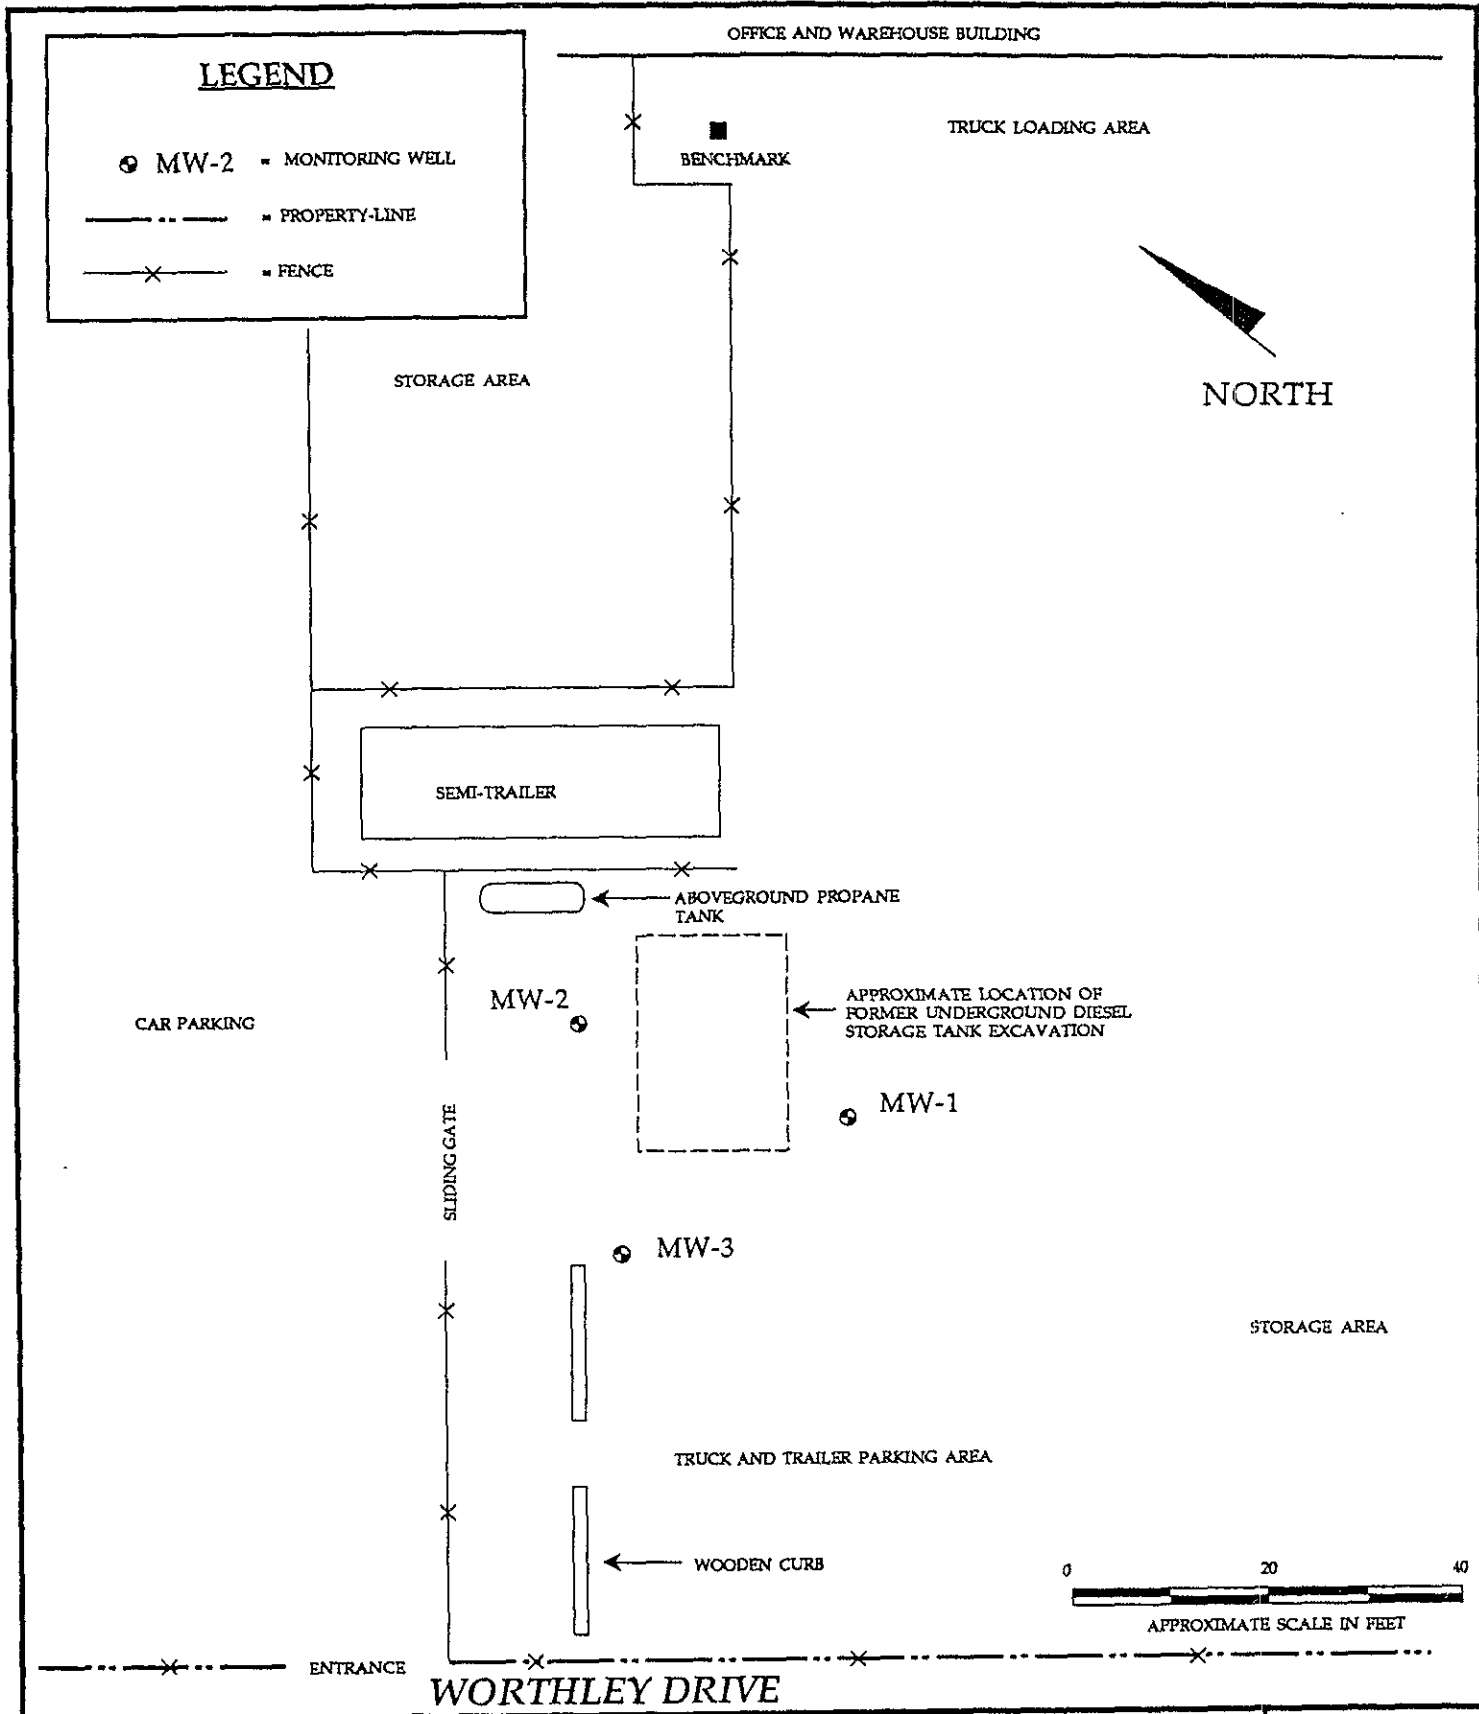 OFFICE AND WAREHOUSE BUILDING
LEGEND
MW-2 = MONITORING WELL
= PROPERTY-LINE
= FENCE
TRUCK LOADING AREA
BENCHMARK
NORTH
STORAGE AREA
SEMI-TRAILER
ABOVEGROUND PROPANE
TANK
MW-2
APPROXIMATE LOCATION OF
FORMER UNDERGROUND DIESEL
STORAGE TANK EXCAVATION
CAR PARKING
MW-1
SLIDING GATE
MW-3
STORAGE AREA
TRUCK AND TRAILER PARKING AREA
WOODEN CURB
0 20 40
APPROXIMATE SCALE IN FEET
ENTRANCE
WORTHLEY DRIVE